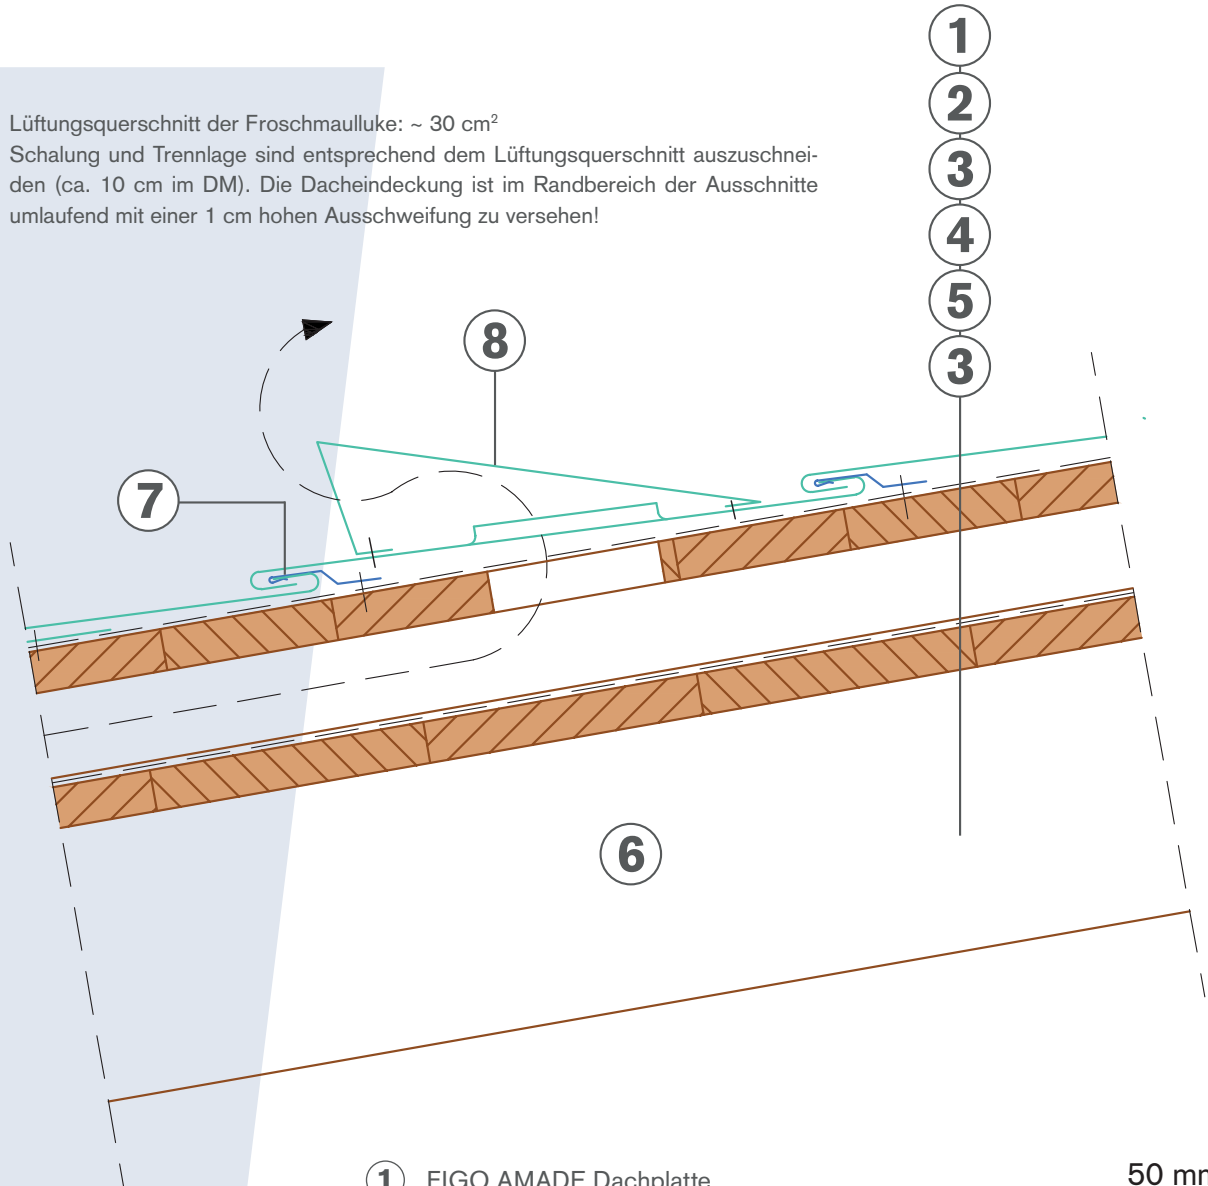 1
2
3
4
5
3
Lüftungsquerschnitt der Froschmaulluke: ~ 30 cm²
Schalung und Trennlage sind entsprechend dem Lüftungsquerschnitt auszuschnei-
den (ca. 10 cm im DM). Die Dacheindeckung ist im Randbereich der Ausschnitte
umlaufend mit einer 1 cm hohen Ausschweifung zu versehen!
8
7
6
1 FIGO AMADE Dachplatte
50 mm